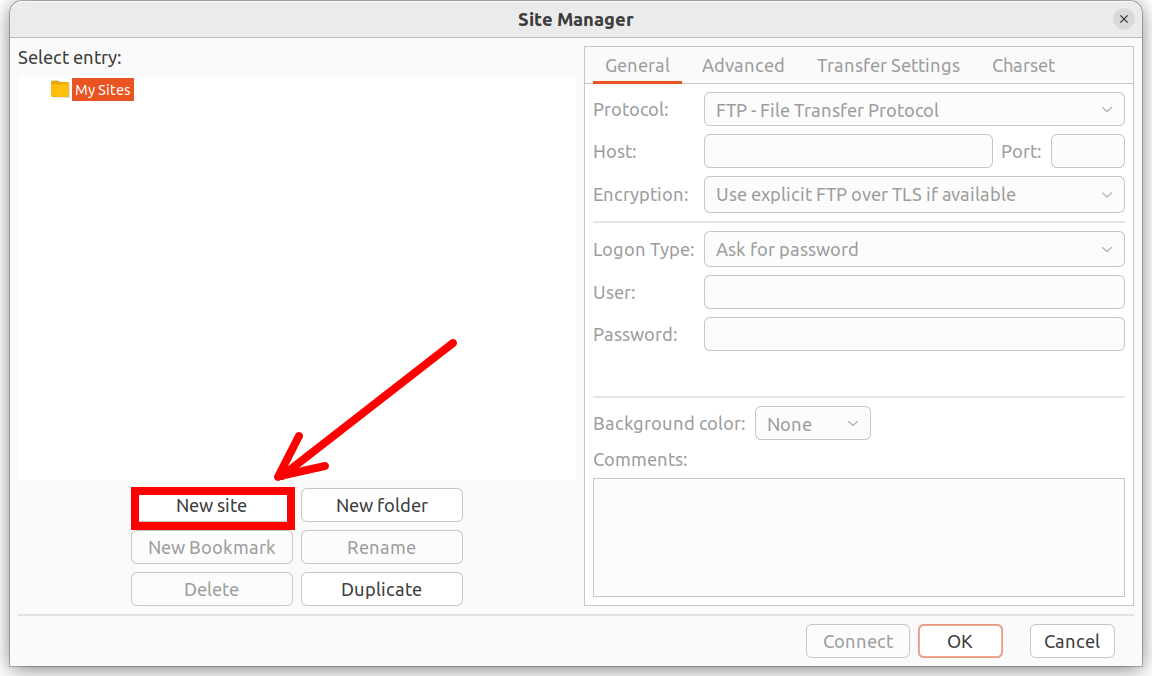 Site Manager
Select entry:
My Sites
New site
New folder
New Bookmark
Rename
Delete
Duplicate
General Advanced Transfer Settings Charset
Protocol: FTP - File Transfer Protocol
Host: Port:
Encryption: Use explicit FTP over TLS if available
Logon Type: Ask for password
User:
Password:
Background color: None
Comments:
Connect OK Cancel